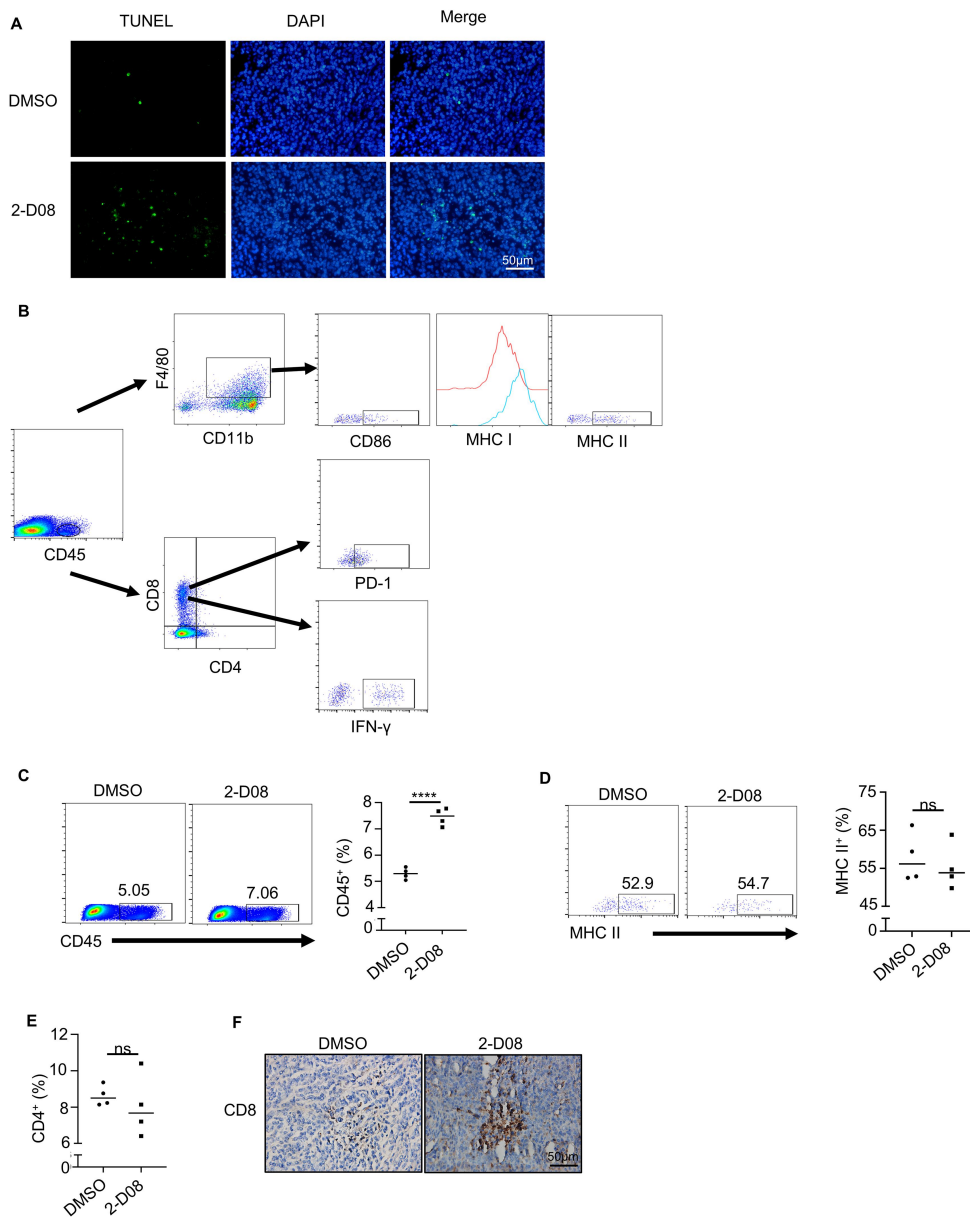 A
TUNEL DAPI Merge
DMSO
2-D08
50μm
B
F4/80
CD11b CD86 MHC I MHC II
CD45
CD8
CD4
PD-1
IFN-γ
C
DMSO 2-D08
5.05 7.06
CD45
CD45⁺ (%)
8
7
6
5
4
0
****
DMSO 2-D08
D
DMSO 2-D08
52.9 54.7
MHC II
MHC II⁺ (%)
75
65
55
45
0
ns
DMSO 2-D08
E
CD4⁺ (%)
12
10
8
6
0
ns
DMSO 2-D08
F
DMSO 2-D08
CD8
50μm